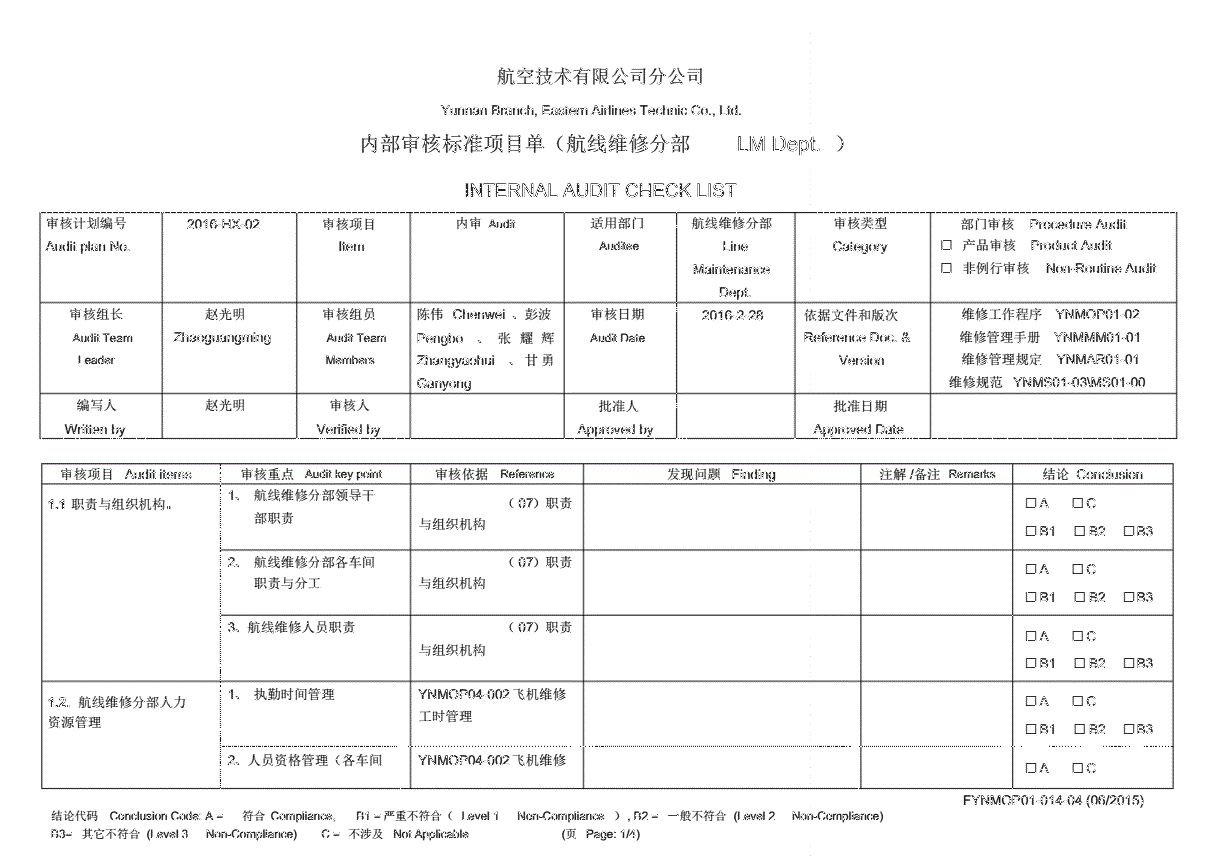 航空技术有限公司分公司
Yunnan Branch, Eastern Airlines Technic Co., Ltd.
内部审核标准项目单（航线维修分部 LM Dept. ）
INTERNAL AUDIT CHECK LIST
审核计划编号
Audit plan No.
2016-HX-02
审核项目
Item
内审 Audit
适用部门
Auditee
航线维修分部
Line
Maintenance
Dept.
审核类型
Category
部门审核 Procedure Audit
□ 产品审核 Product Audit
□ 非例行审核 Non-Routine Audit
审核组长
Audit Team
Leader
赵光明
Zhaoguangming
审核组员
Audit Team
Members
陈伟 Chenwei 、彭波
Pengbo 、张耀辉
Zhangyaohui 、甘勇
Ganyong
审核日期
Audit Date
2016-2-28
依据文件和版次
Reference Doc. &
Version
维修工作程序 YNMOP01-02
维修管理手册 YNMMM01-01
维修管理规定 YNMAR01-01
维修规范 YNMS01-03\MS01-00
编写人
Written by
赵光明
审核人
Verified by
批准人
Approved by
批准日期
Approved Date
审核项目 Audit items
审核重点 Audit key point
审核依据 Reference
发现问题 Finding
注解/备注 Remarks
结论 Conclusion
1.1 职责与组织机构。
1、 航线维修分部领导干
部职责
（07）职责
与组织机构
□A □C
□B1 □B2 □B3
2、 航线维修分部各车间
职责与分工
（07）职责
与组织机构
□A □C
□B1 □B2 □B3
3、航线维修人员职责
（07）职责
与组织机构
□A □C
□B1 □B2 □B3
1.2. 航线维修分部人力
资源管理
1、 执勤时间管理
YNMOP04-002飞机维修
工时管理
□A □C
□B1 □B2 □B3
2、人员资格管理（各车间
YNMOP04-002飞机维修
□A □C
FYNMOP01-014-04 (06/2015)
结论代码 Conclusion Code: A = 符合 Compliance, B1 =严重不符合（ Level 1 Non-Compliance ）, B2 = 一般不符合 (Level 2 Non-Compliance)
B3= 其它不符合 (Level 3 Non-Compliance) C = 不涉及 Not Applicable (页 Page: 1/4)